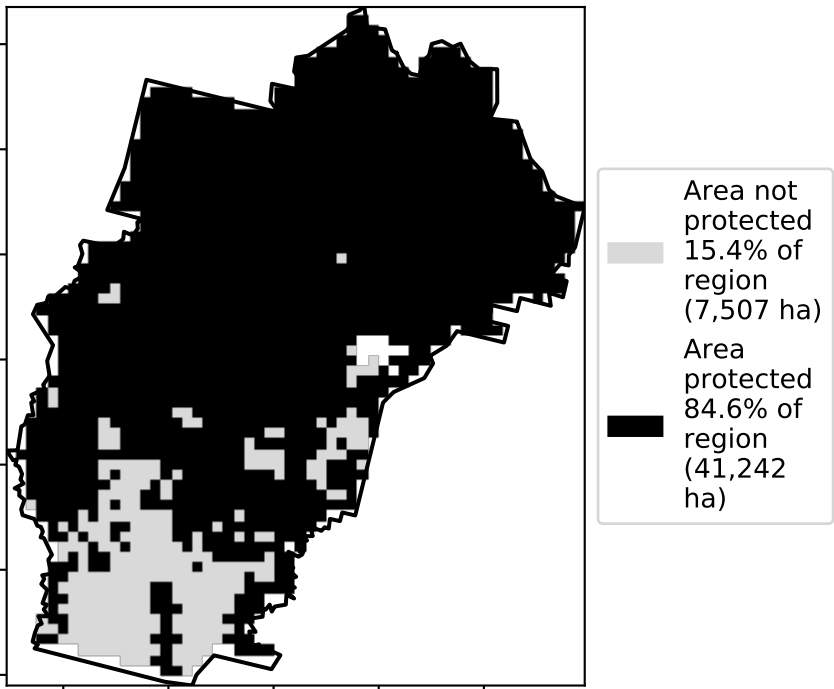 Area not
protected
15.4% of
region
(7,507 ha)
Area
protected
84.6% of
region
(41,242
ha)